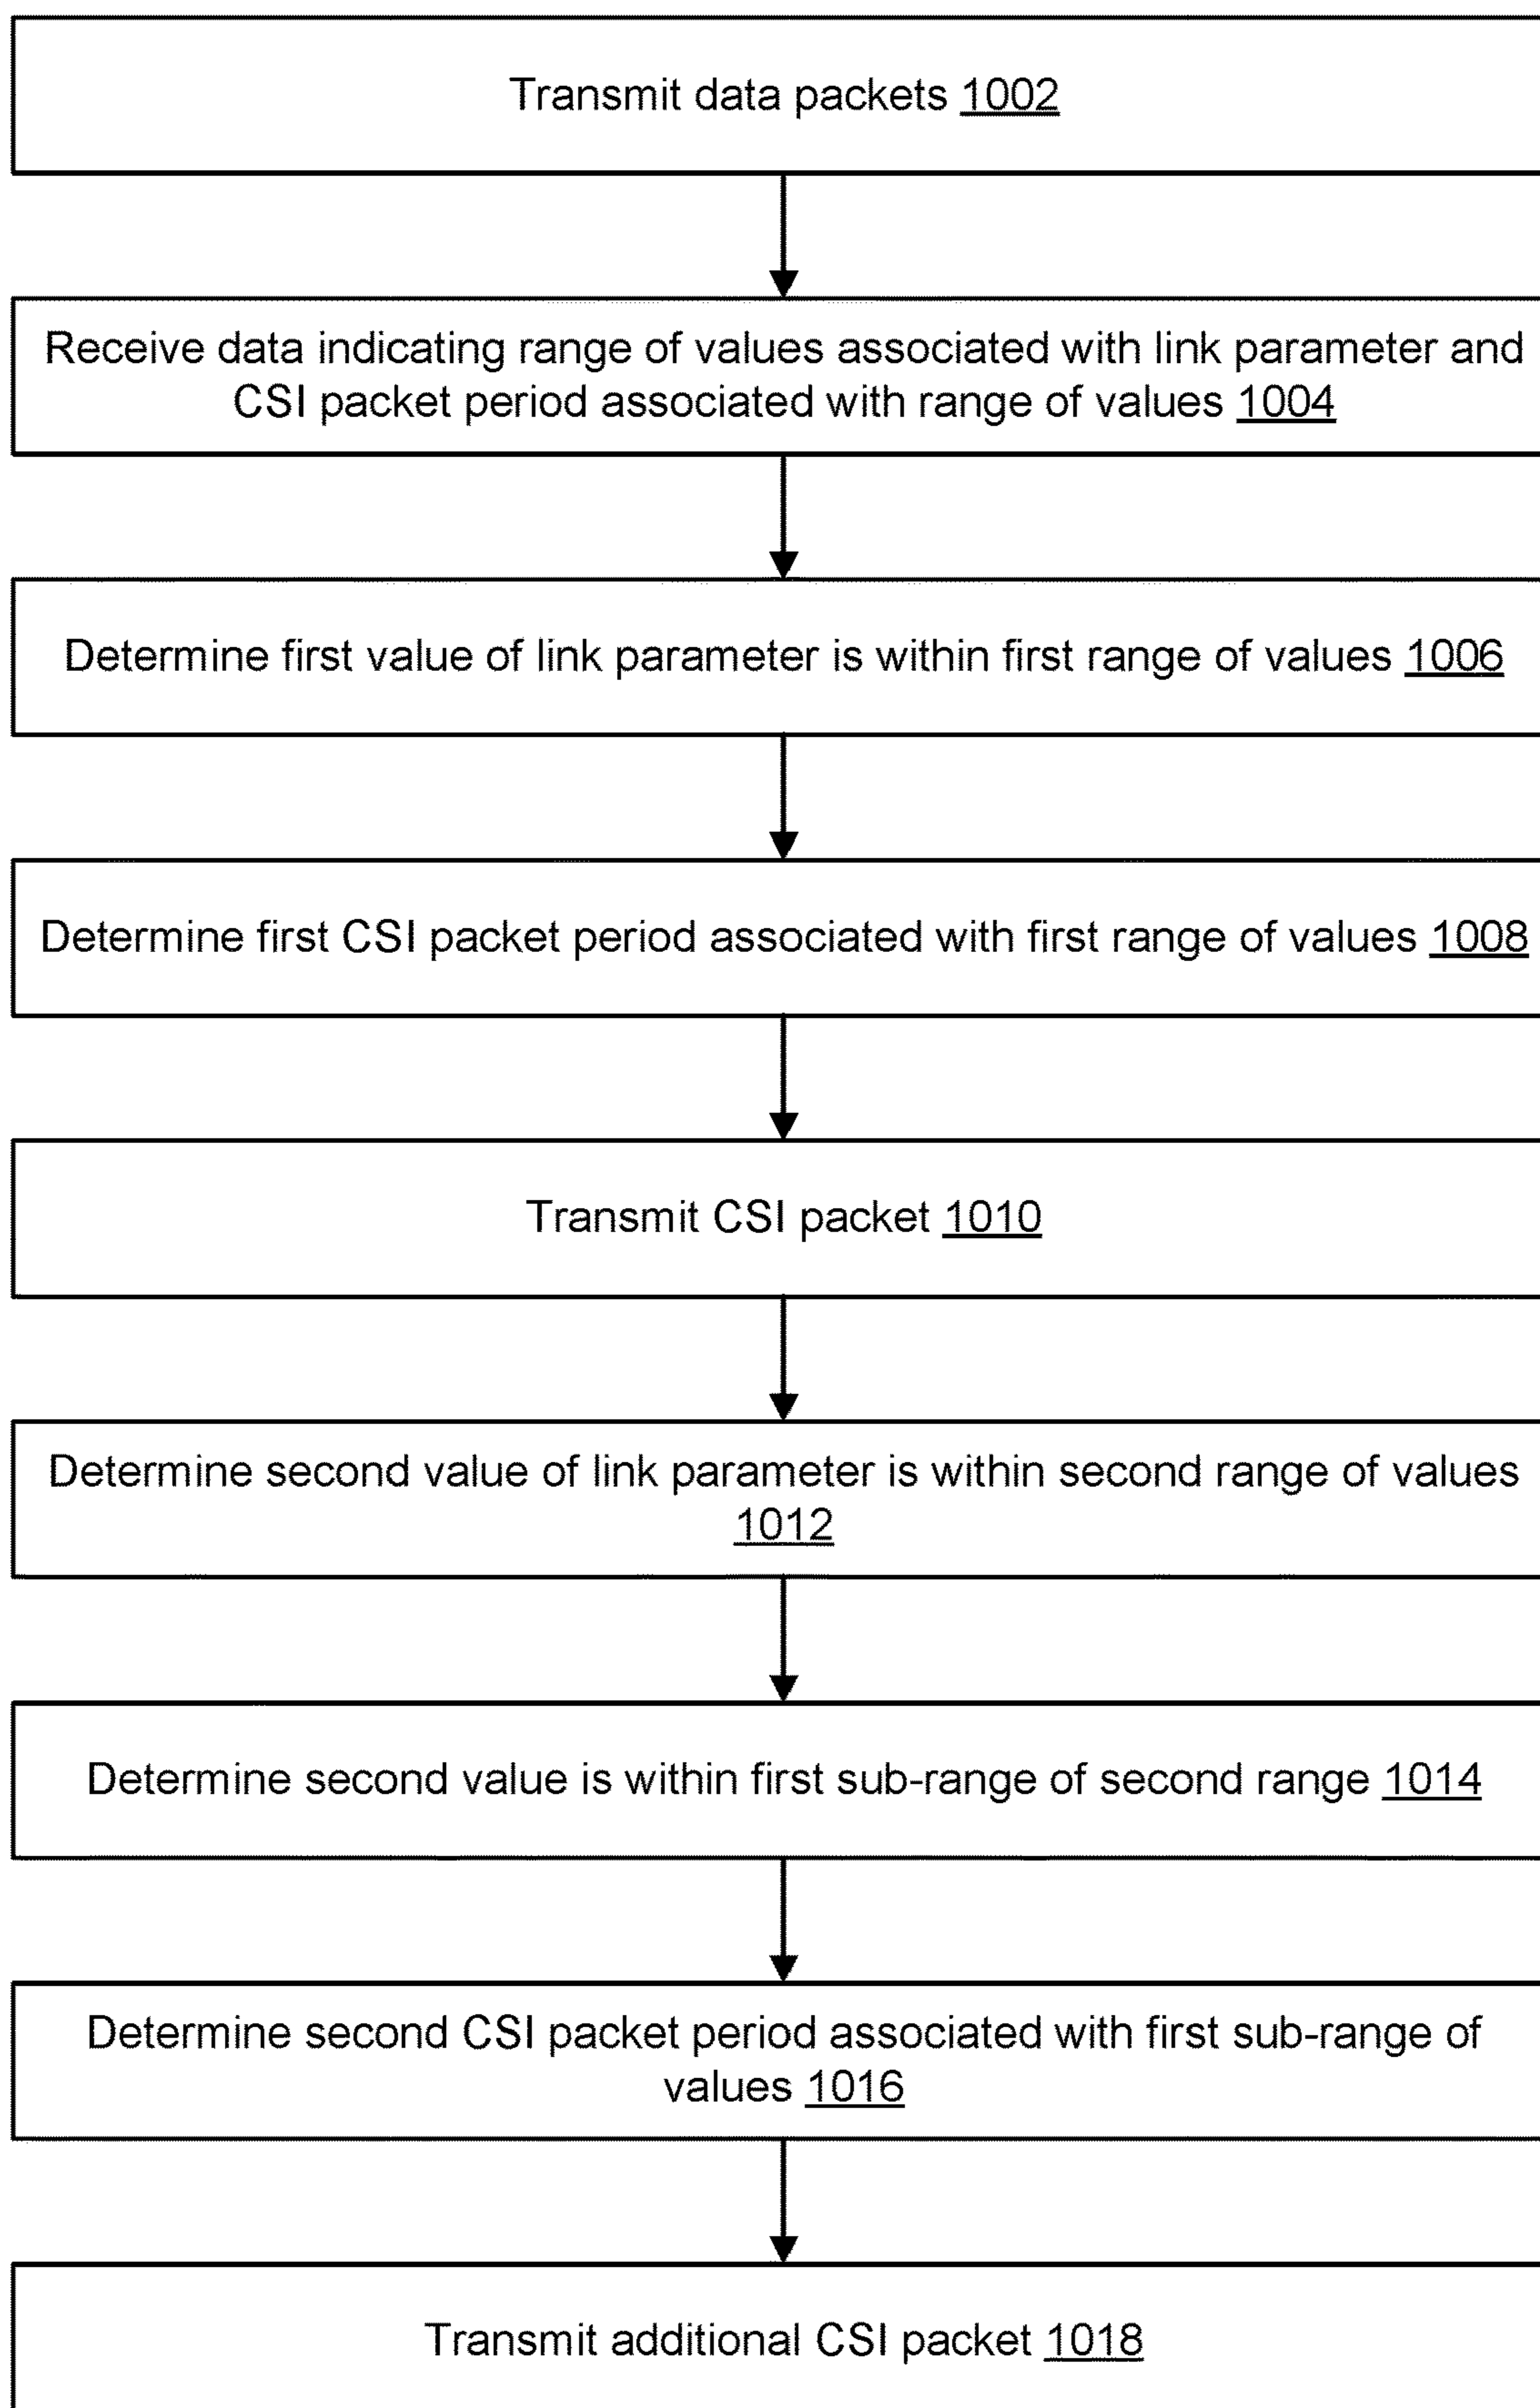 Transmit data packets 1002
Receive data indicating range of values associated with link parameter and
CSI packet period associated with range of values 1004
Determine first value of link parameter is within first range of values 1006
Determine first CSI packet period associated with first range of values 1008
Transmit CSI packet 1010
Determine second value of link parameter is within second range of values
1012
Determine second value is within first sub-range of second range 1014
Determine second CSI packet period associated with first sub-range of
values 1016
Transmit additional CSI packet 1018